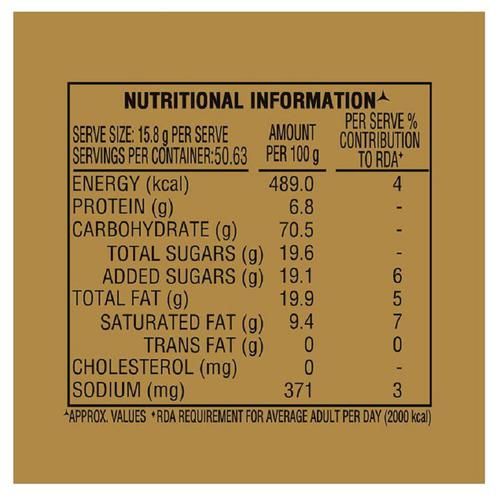 NUTRITIONAL INFORMATION⅄
SERVE SIZE: 15.8 g PER SERVE
SERVINGS PER CONTAINER:50.63
AMOUNT
PER 100 g
PER SERVE %
CONTRIBUTION
TO RDA⁺
ENERGY (kcal) 489.0 4
PROTEIN (g) 6.8 -
CARBOHYDRATE (g) 70.5 -
TOTAL SUGARS (g) 19.6 -
ADDED SUGARS (g) 19.1 6
TOTAL FAT (g) 19.9 5
SATURATED FAT (g) 9.4 7
TRANS FAT (g) 0 0
CHOLESTEROL (mg) 0 -
SODIUM (mg) 371 3
⅄APPROX. VALUES ⁺RDA REQUIREMENT FOR AVERAGE ADULT PER DAY (2000 kcal)